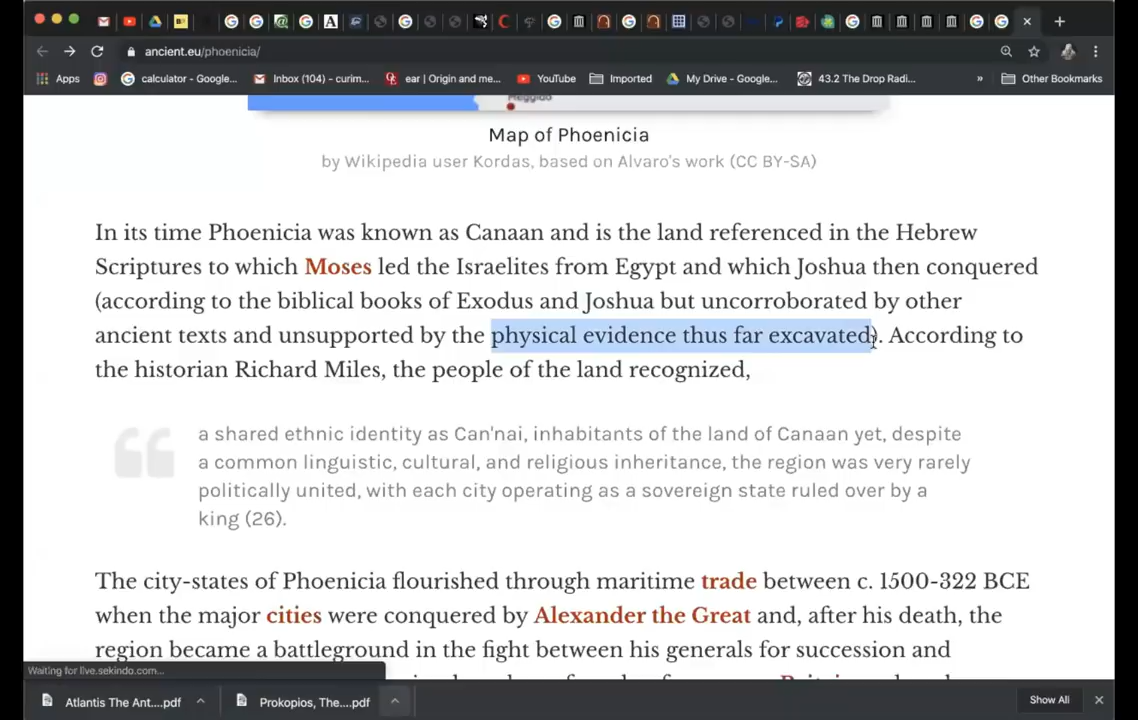 ancient.eu/phoenicia/
Apps
calculator - Google...
Inbox (104) – curim...
ear | Origin and me...
YouTube
Imported
My Drive – Google...
43.2 The Drop Radi...
»
Other Bookmarks
Meggido
Map of Phoenicia
by Wikipedia user Kordas, based on Alvaro's work (CC BY-SA)
In its time Phoenicia was known as Canaan and is the land referenced in the Hebrew
Scriptures to which Moses led the Israelites from Egypt and which Joshua then conquered
(according to the biblical books of Exodus and Joshua but uncorroborated by other
ancient texts and unsupported by the physical evidence thus far excavated). According to
the historian Richard Miles, the people of the land recognized,
a shared ethnic identity as Can'nai, inhabitants of the land of Canaan yet, despite
a common linguistic, cultural, and religious inheritance, the region was very rarely
politically united, with each city operating as a sovereign state ruled over by a
king (26).
The city-states of Phoenicia flourished through maritime trade between c. 1500-322 BCE
when the major cities were conquered by Alexander the Great and, after his death, the
region became a battleground in the fight between his generals for succession and
Waiting for live.sekindo.com...
Atlantis The Ant....pdf
Prokopios, The....pdf
Show All